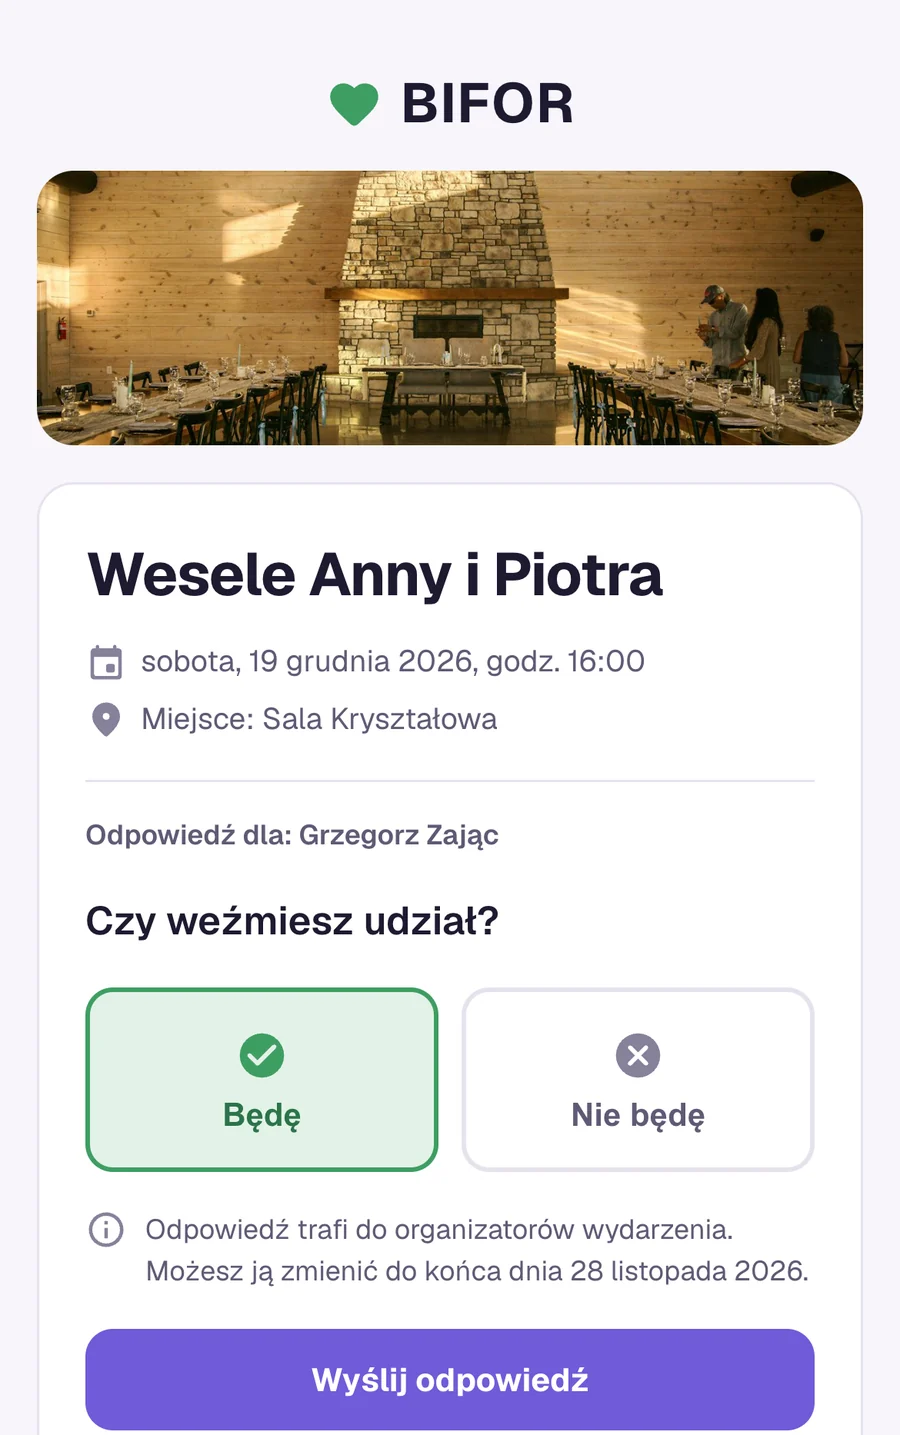 BIFOR
Wesele Anny i Piotra
sobota, 19 grudnia 2026, godz. 16:00
Miejsce: Sala Kryształowa
Odpowiedź dla: Grzegorz Zając
Czy weźmiesz udział?
Będę
Nie będę
Odpowiedź trafi do organizatorów wydarzenia.
Możesz ją zmienić do końca dnia 28 listopada 2026.
Wyślij odpowiedź